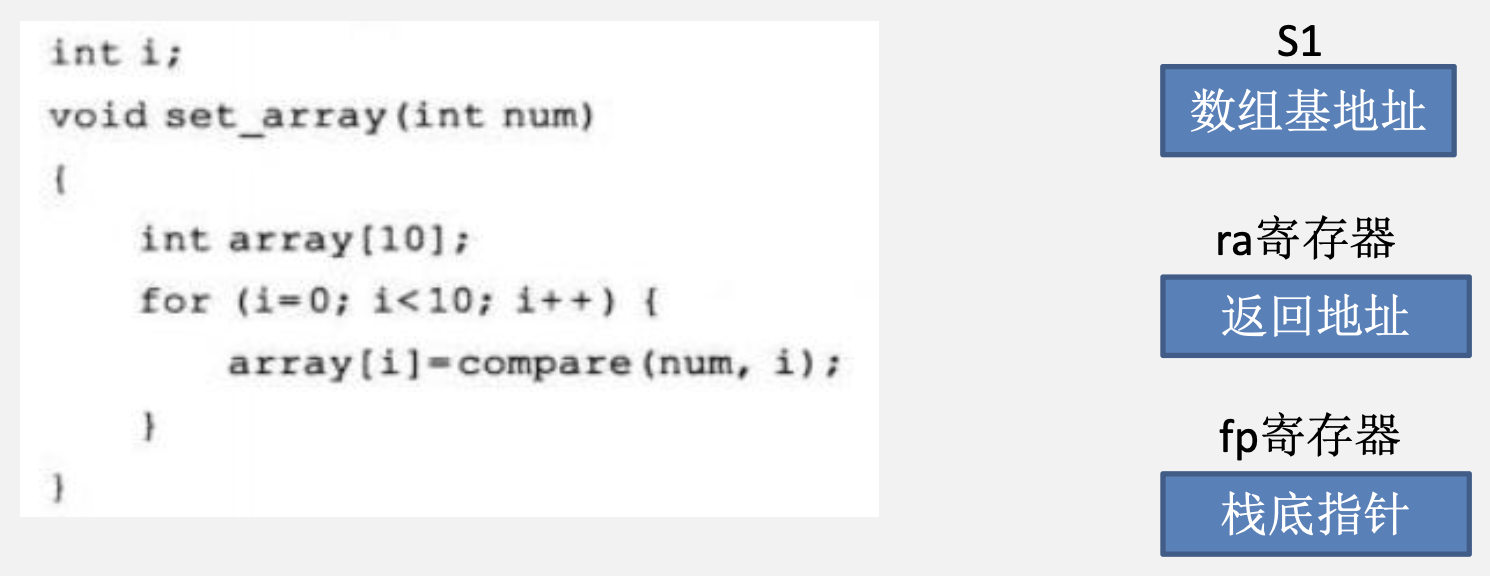 int i;
void set_array(int num)
{
int array[10];
for (i=0; i<10; i++) {
array[i]=compare(num, i);
}
}
S1
数组基地址
ra寄存器
返回地址
fp寄存器
栈底指针